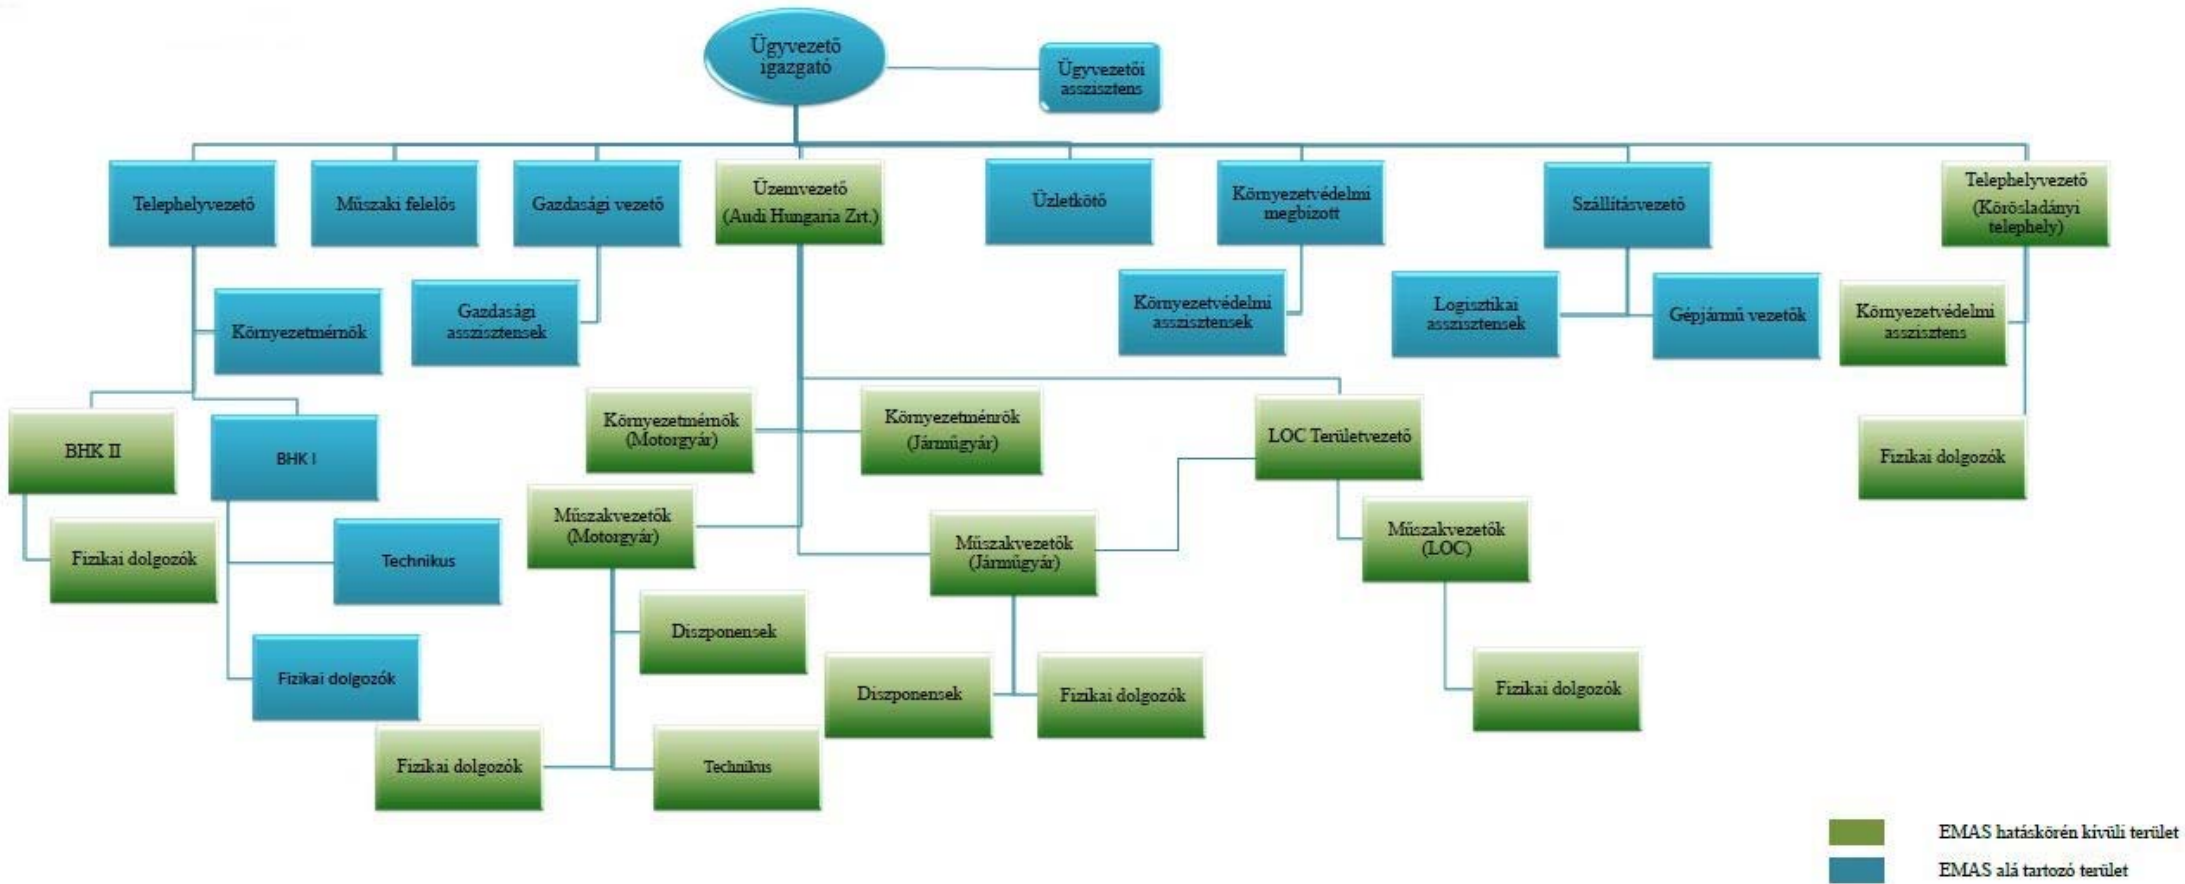 Ügyvezető
igazgató
Ügyvezetői
asszisztens
Telephelyvezető
Műszaki felelős
Gazdasági vezető
Üzemvezető
(Audi Hungaria Zrt.)
Üzletkötő
Környezetvédelmi
megbízott
Szállításvezető
Telephelyvezető
(Körösladányi
telephely)
Környezetmérnök
Gazdasági
asszisztensek
Környezetvédelmi
asszisztensek
Logisztikai
asszisztensek
Gépjármű vezetők
Környezetvédelmi
asszisztens
BHK II
BHK I
Környezetmérnök
(Motorgyár)
Környezetménrök
(Járműgyár)
LOC Területvezető
Fizikai dolgozók
Fizikai dolgozók
Technikus
Műszakvezetők
(Motorgyár)
Műszakvezetők
(Járműgyár)
Műszakvezetők
(LOC)
Fizikai dolgozók
Diszponensek
Diszponensek
Fizikai dolgozók
Fizikai dolgozók
Fizikai dolgozók
Technikus
EMAS hatáskörén kívüli terület
EMAS alá tartozó terület